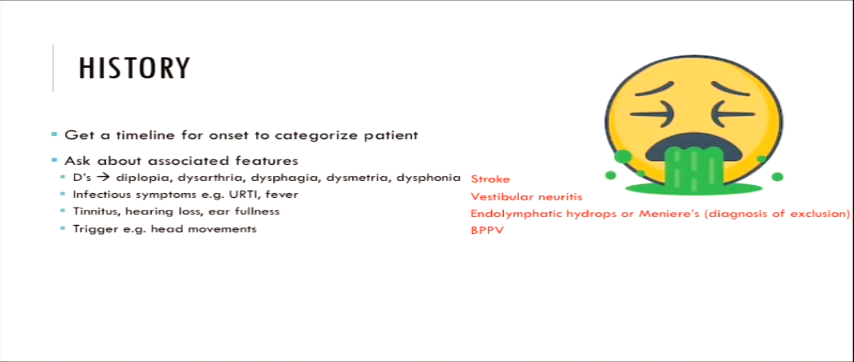 HISTORY
Get a timeline for onset to categorize patient
Ask about associated features
D's → diplopia, dysarthria, dysphagia, dysmetria, dysphonia Stroke
Infectious symptoms e.g. URTI, fever Vestibular neuritis
Tinnitus, hearing loss, ear fullness Endolymphatic hydrops or Meniere's (diagnosis of exclusion)
Trigger e.g. head movements BPPV